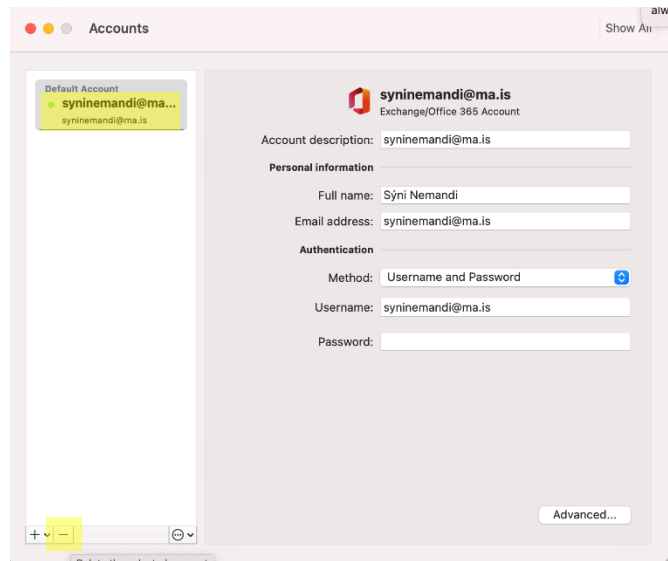 alw
Accounts
Show All
Default Account
syninemandi@ma...
syninemandi@ma.is
syninemandi@ma.is
Exchange/Office 365 Account
Account description: syninemandi@ma.is
Personal information
Full name: Sýni Nemandi
Email address: syninemandi@ma.is
Authentication
Method: Username and Password
Username: syninemandi@ma.is
Password:
Advanced...